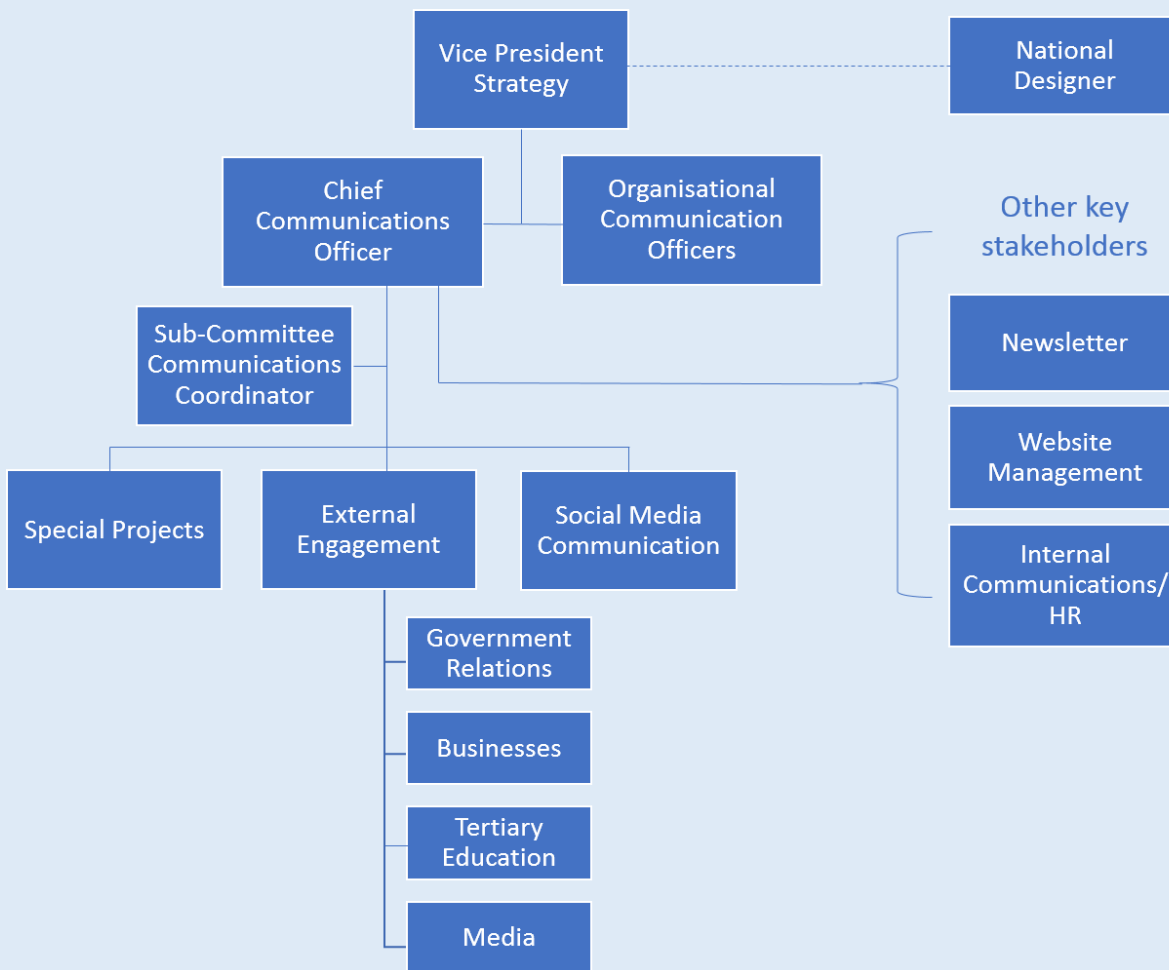 Vice President
Strategy
National
Designer
Chief
Communications
Officer
Organisational
Communication
Officers
Other key
stakeholders
Sub-Committee
Communications
Coordinator
Newsletter
Website
Management
Special Projects
External
Engagement
Social Media
Communication
Internal
Communications/
HR
Government
Relations
Businesses
Tertiary
Education
Media